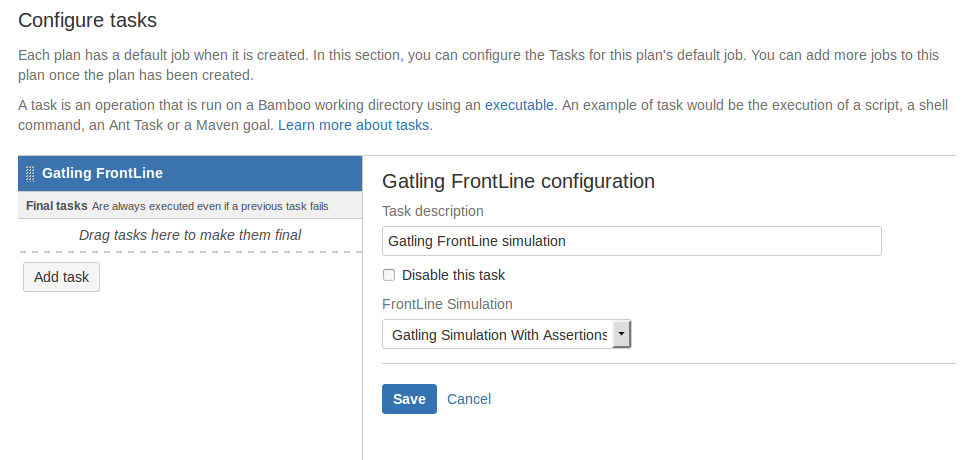 Configure tasks
Each plan has a default job when it is created. In this section, you can configure the Tasks for this plan's default job. You can add more jobs to this
plan once the plan has been created.
A task is an operation that is run on a Bamboo working directory using an executable. An example of task would be the execution of a script, a shell
command, an Ant Task or a Maven goal. Learn more about tasks.
Gatling FrontLine
Final tasks Are always executed even if a previous task fails
Drag tasks here to make them final
Add task
Gatling FrontLine configuration
Task description
Gatling FrontLine simulation
Disable this task
FrontLine Simulation
Gatling Simulation With Assertions
Save Cancel